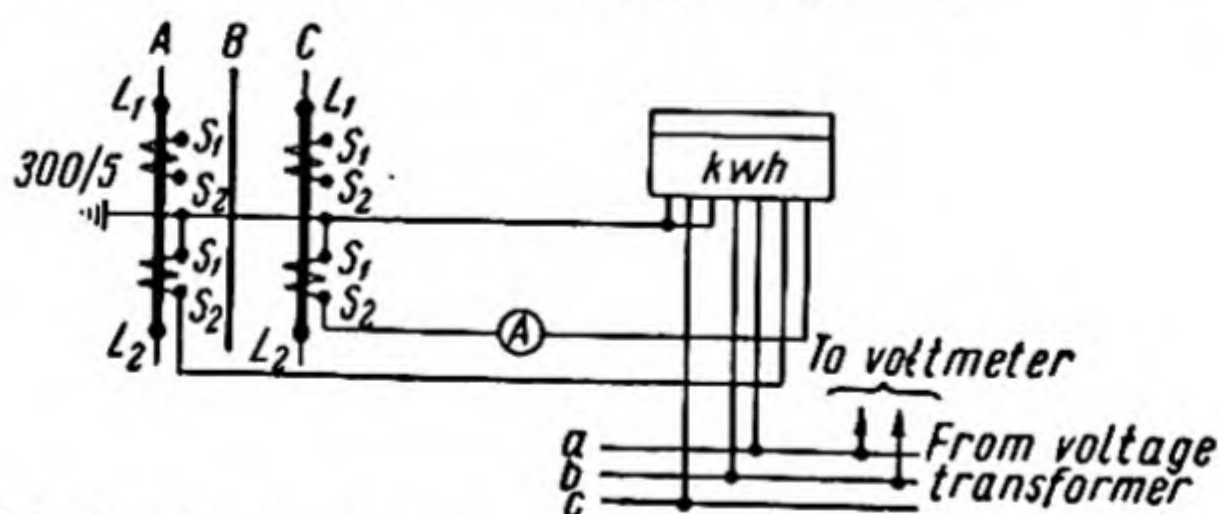 A B C
L1 L1
S1 S1
300/5 S2 S2 kwh
S1 S1
S2 S2 A
L2 L2 To voltmeter
a From voltage
b transformer
c